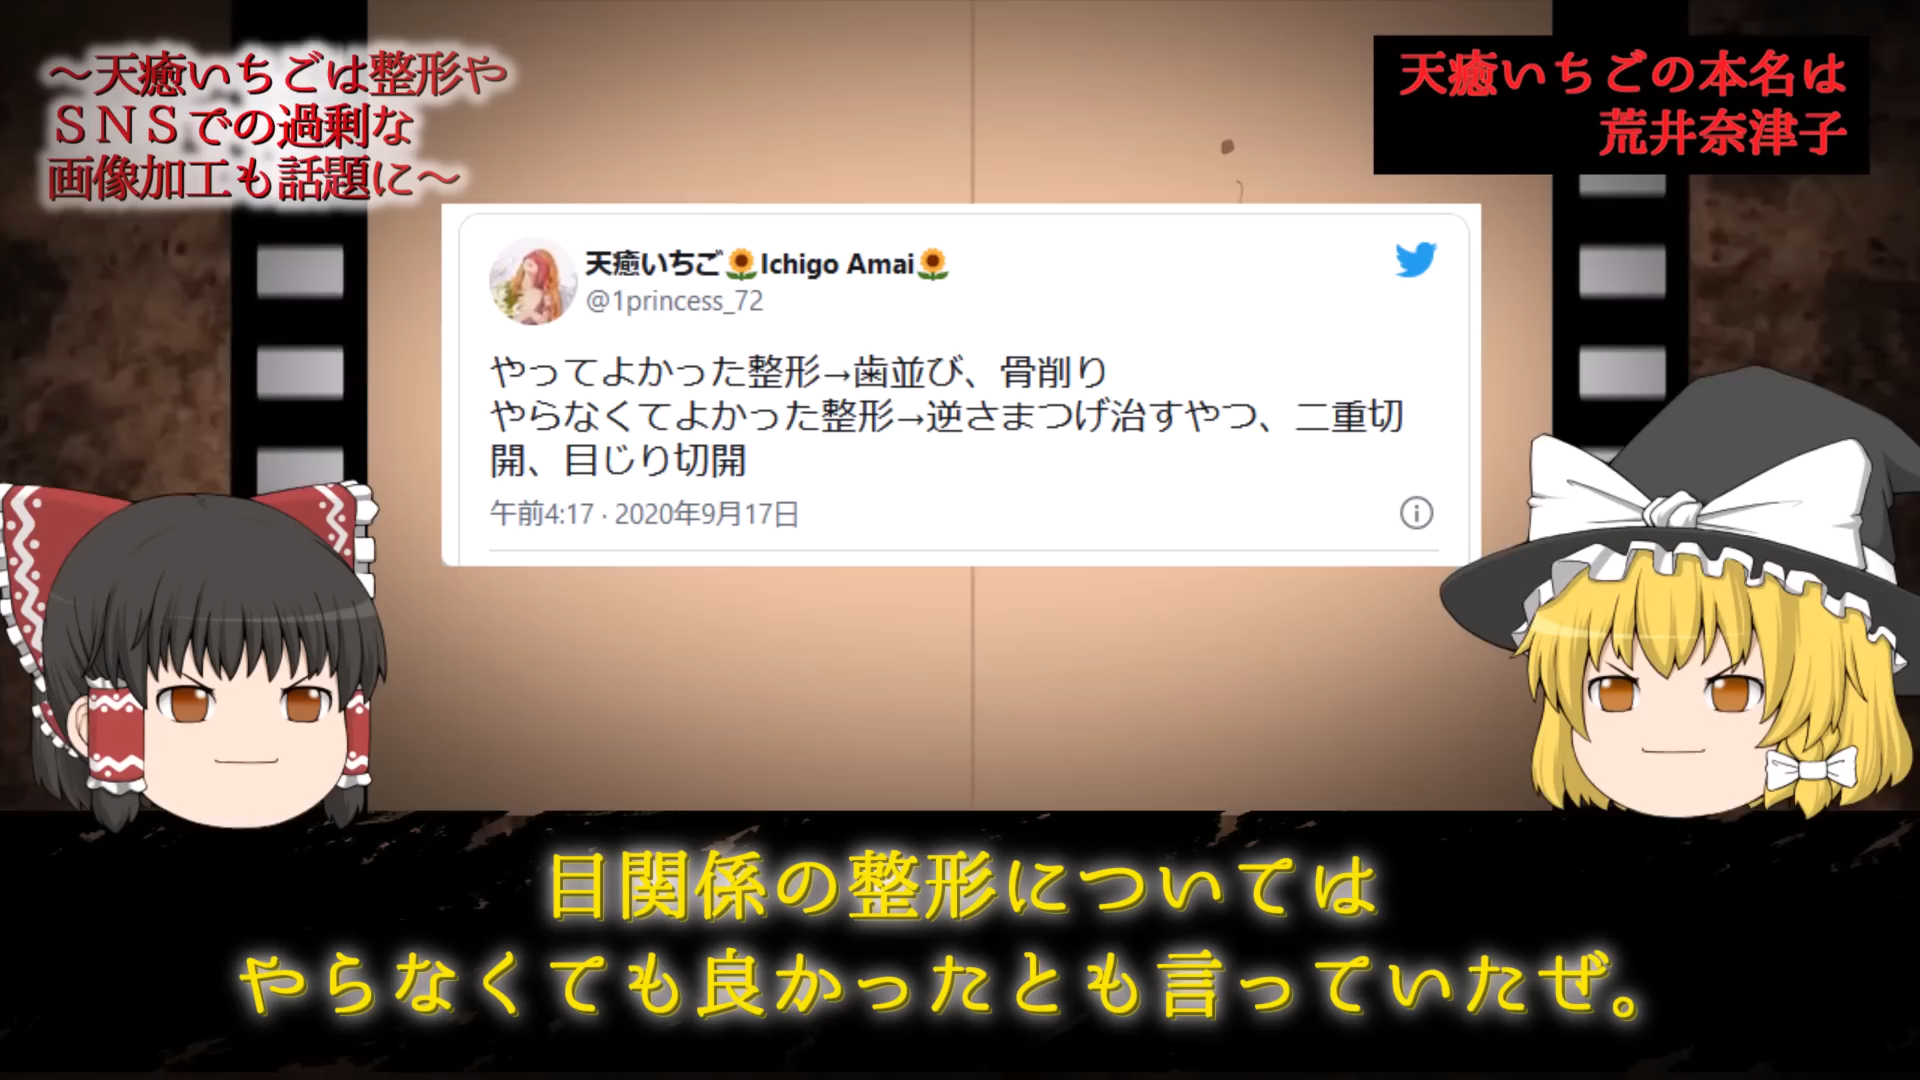 ～天癒いちごは整形や
ＳＮＳでの過剰な
画像加工も話題に～
天癒いちごの本名は
荒井奈津子
天癒いちご🌻Ichigo Amai🌻
@1princess_72
やってよかった整形→歯並び、骨削り
やらなくてよかった整形→逆さまつげ治すやつ、二重切
開、目じり切開
午前4:17 · 2020年9月17日
目関係の整形については
やらなくても良かったとも言っていたぜ。